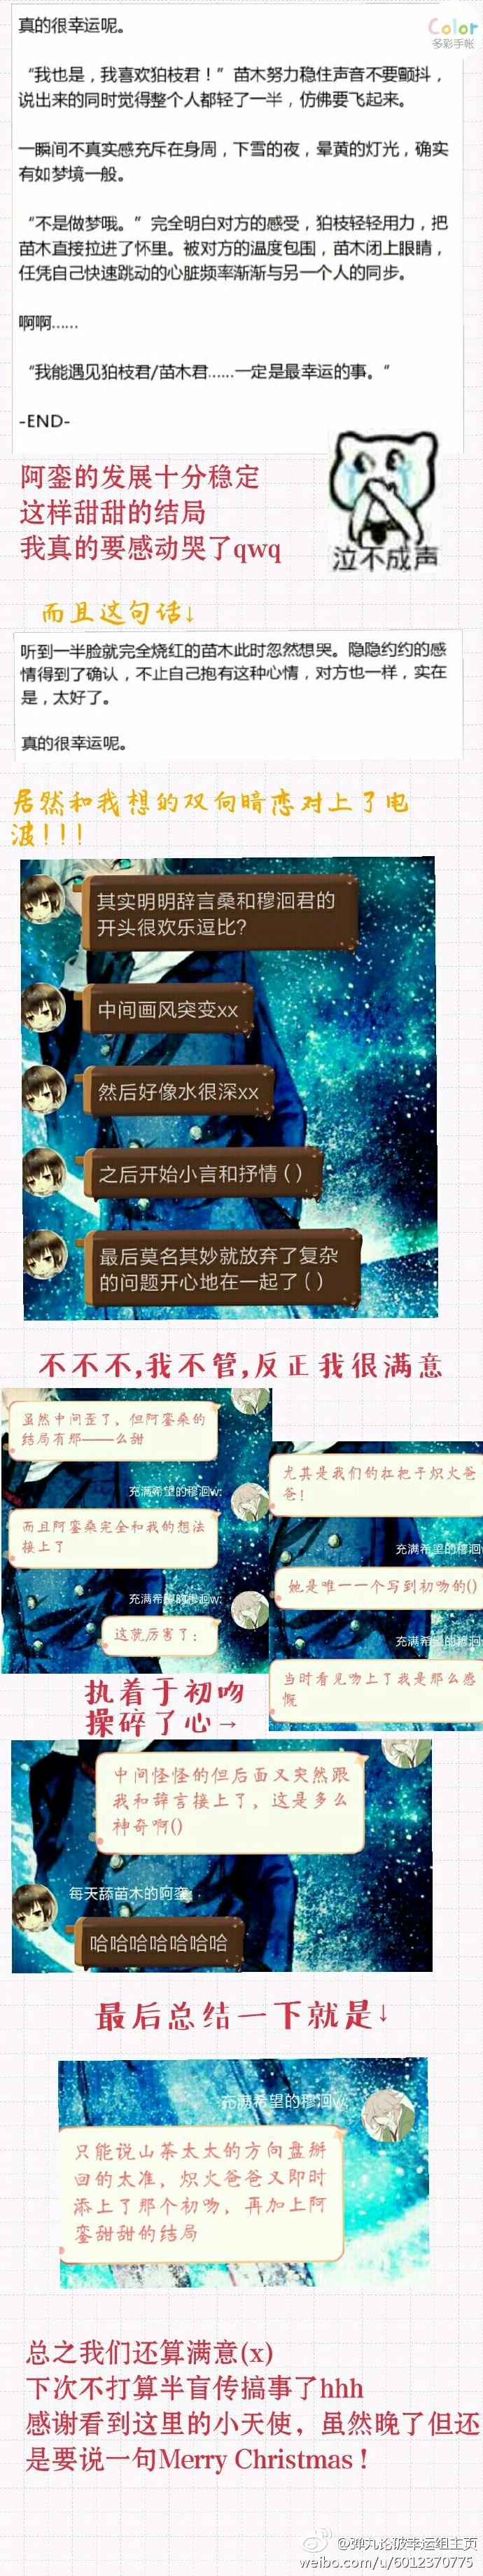 真的很幸运呢。
Color
多彩手帐
“我也是，我喜欢狛枝君！”苗木努力稳住声音不要颤抖，
说出来的同时觉得整个人都轻了一半，仿佛要飞起来。
一瞬间不真实感充斥在身周，下雪的夜，晕黄的灯光，确实
有如梦境一般。
“不是做梦哦。”完全明白对方的感受，狛枝轻轻用力，把
苗木直接拉进了怀里。被对方的温度包围，苗木闭上眼睛，
任凭自己快速跳动的心脏频率渐渐与另一个人的同步。
啊啊……
“我能遇见狛枝君/苗木君……一定是最幸运的事。”
-END-
阿銮的发展十分稳定
这样甜甜的结局
我真的要感动哭了qwq
泣不成声
而且这句话↓
听到一半脸就完全烧红的苗木此时忽然想哭。隐隐约约的感
情得到了确认，不止自己抱有这种心情，对方也一样，实在
是，太好了。
真的很幸运呢。
居然和我想的双向暗恋对上了电
波!!!
其实明明辞言桑和穆洄君的
开头很欢乐逗比?
中间画风突变xx
然后好像水很深xx
之后开始小言和抒情 ( )
最后莫名其妙就放弃了复杂
的问题开心地在一起了 ( )
不不不,我不管,反正我很满意
虽然中间歪了，但阿銮桑的
结局有那——么甜
充满希望的穆洄w:
而且阿銮桑完全和我的想法
接上了
充满希望的穆洄w:
这就厉害了：
尤其是我们的扛把子炽火爸
爸！
充满希望的穆洄w
她是唯一一个写到初吻的()
充满希望的穆洄w
当时看见吻上了我是那么感
慨
执着于初吻
操碎了心→
中间怪怪的但后面又突然跟
我和辞言接上了，这是多么
神奇啊()
每天舔苗木的阿銮:
哈哈哈哈哈哈哈
最后总结一下就是↓
充满希望的穆洄w:
只能说山茶太太的方向盘掰
回的太准，炽火爸爸又即时
添上了那个初吻，再加上阿
銮甜甜的结局
总之我们还算满意(x)
下次不打算半盲传搞事了hhh
感谢看到这里的小天使，虽然晚了但还
是要说一句Merry Christmas !
@弹丸论破幸运组主页
weibo.com/u/6012370775